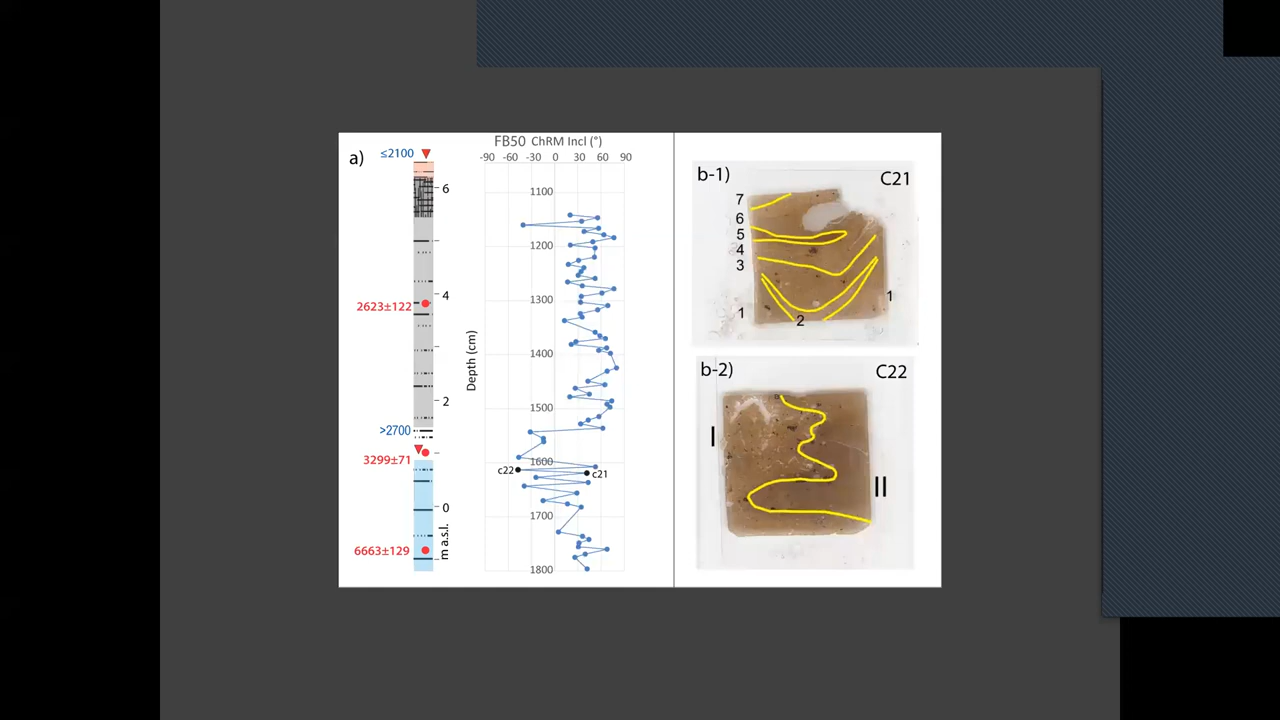 a)
≤2100
6
4
2623±122
2
>2700
3299±71
0
6663±129
m a.s.l.
FB50 ChRM Incl (°)
-90 -60 -30 0 30 60 90
Depth (cm)
1100
1200
1300
1400
1500
1600
1700
1800
c22
c21
b-1)
C21
7
6
5
4
3
1
2
1
b-2)
C22
I
II